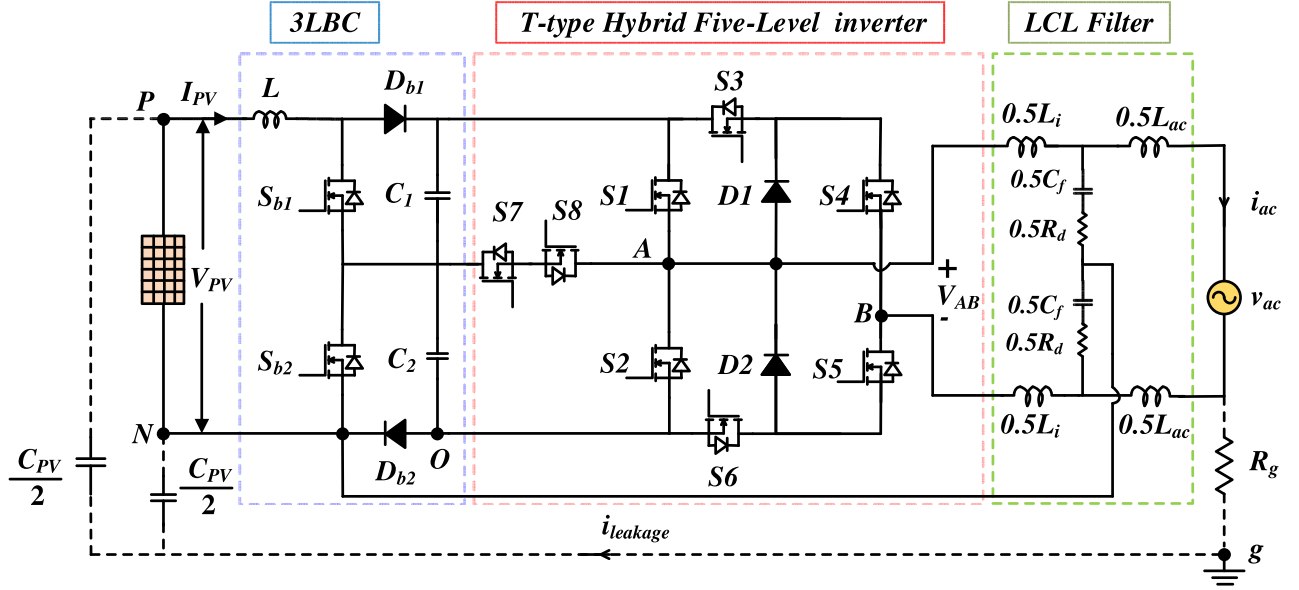 3LBC
T-type Hybrid Five-Level inverter
LCL Filter
P
I_PV
L
D_b1
S3
0.5L_i
0.5L_ac
S_b1
C_1
S7
S8
S1
D1
S4
0.5C_f
0.5R_d
i_ac
V_PV
A
+
V_AB
-
B
0.5C_f
0.5R_d
v_ac
S_b2
C_2
S2
D2
S5
N
D_b2
O
S6
0.5L_i
0.5L_ac
R_g
C_PV
2
C_PV
2
i_leakage
g